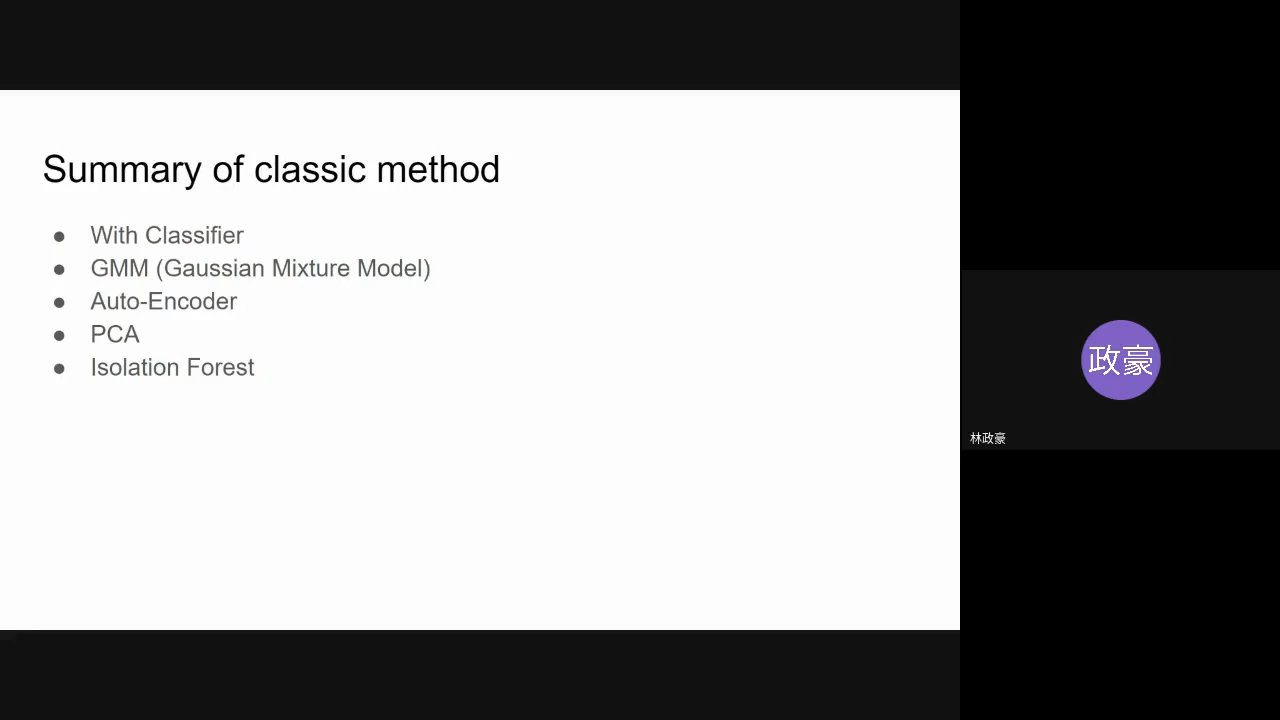 Summary of classic method
● With Classifier
● GMM (Gaussian Mixture Model)
● Auto-Encoder
● PCA
● Isolation Forest
政豪
林政豪